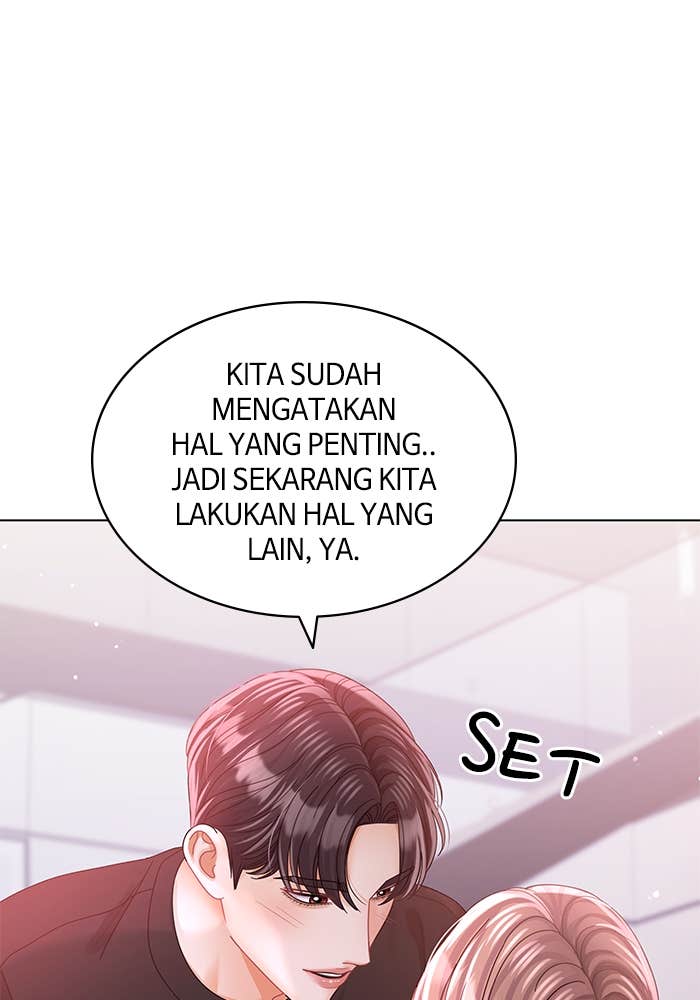 KITA SUDAH
MENGATAKAN
HAL YANG PENTING..
JADI SEKARANG KITA
LAKUKAN HAL YANG
LAIN, YA.
SET